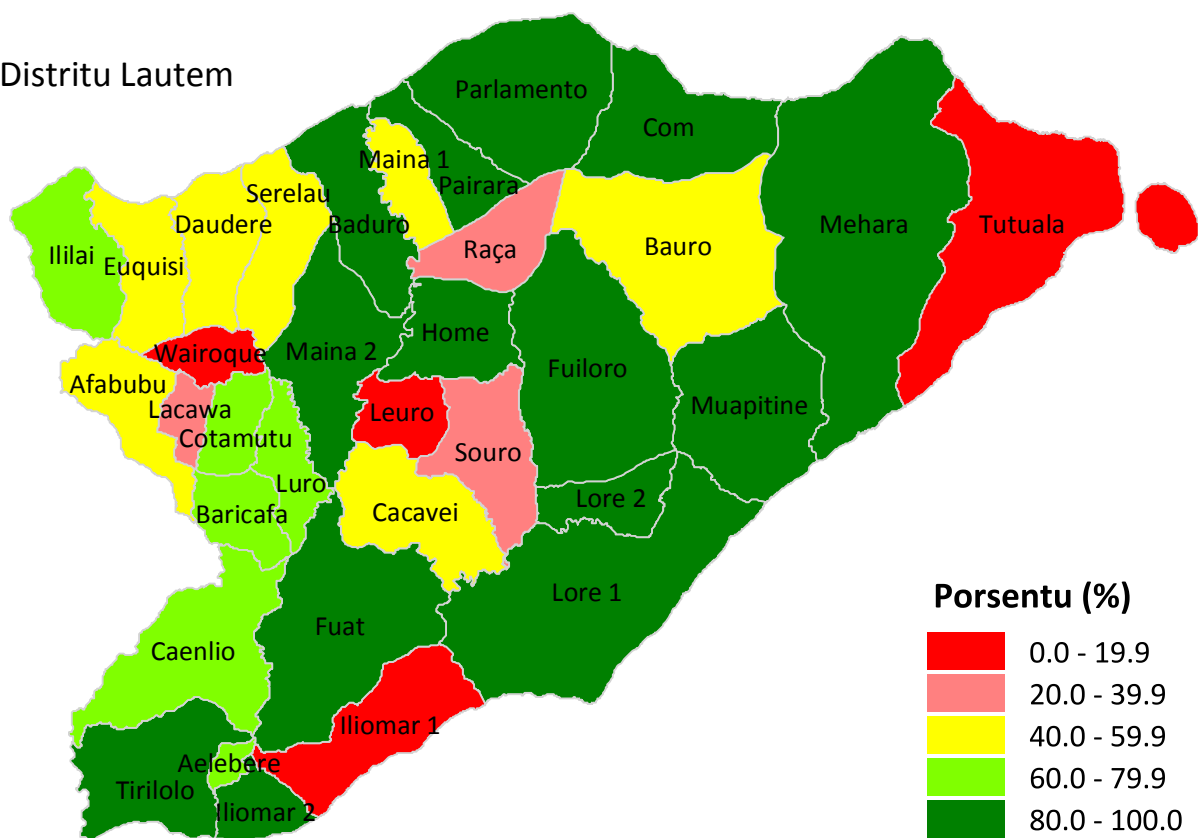 Distritu Lautem
Parlamento
Com
Maina 1
Pairara
Serelau
Daudere
Baduro
Mehara
Tutuala
Raça
Bauro
Ililai
Euquisi
Home
Wairoque
Maina 2
Fuiloro
Afabubu
Lacawa
Leuro
Muapitine
Cotamutu
Souro
Luro
Lore 2
Baricafa
Cacavei
Lore 1
Fuat
Caenlio
Iliomar 1
Aelebere
Tirilolo
Iliomar 2
Porsentu (%)
0.0 - 19.9
20.0 - 39.9
40.0 - 59.9
60.0 - 79.9
80.0 - 100.0